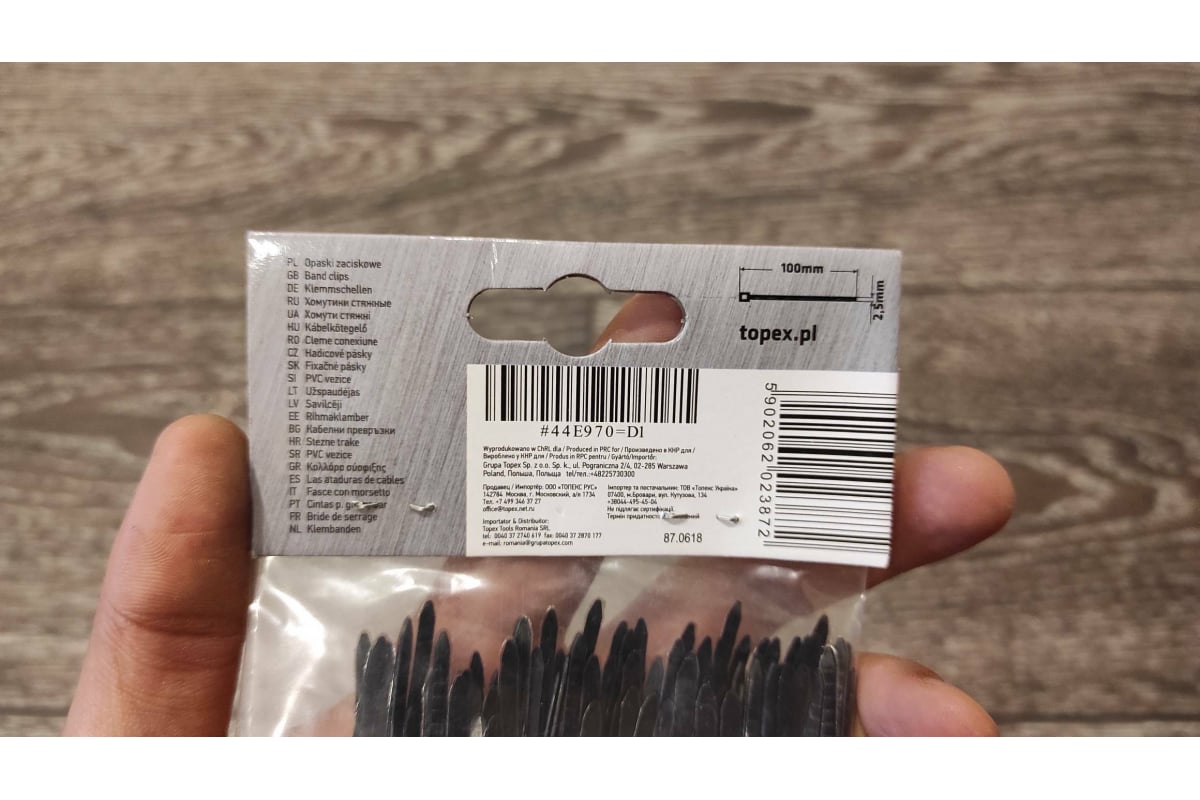 PL Opaski zaciskowe
GB Band clips
DE Klemmschellen
RU Хомутики стяжные
UA Хомути стяжні
HU Kábelkötegelő
RO Cleme conexiune
CZ Hadicové pásky
SK Fixačné pásky
SI PVC vezice
LT Užspaudėjas
LV Savilcēji
EE Rihmaklamber
BG Кабелни превръзки
HR Stezne trake
SR PVC vezice
GR Κολλάρο σύσφιξης
ES Las ataduras de cables
IT Fasce con morsetto
PT Cintas p.
FR Bride de serrage
NL Klembanden
100mm
2,5mm
topex.pl
#44E970=D1
Wyprodukowano w ChRL dla / Produced in PRC for / Произведено в КНР для /
Вироблено у КНР для / Produs in RPC pentru / Gyártó/Importőr:
Grupa Topex Sp. z o.o. Sp. k., ul. Pograniczna 2/4, 02-285 Warszawa
Poland, Польша, Польща tel/тел.:+48225730300
Продавец / Импортёр: ООО «ТОПЕКС РУС»
142784 Москва, г. Московский, а/я 1734
Тел. +7 499 346 37 27
office@topex.net.ru
Importator & Distribuitor:
Topex Tools Romania SRL
tel: 0040 37 2740 619 fax: 0040 37 2870 177
e-mail: romania@grupatopex.com
Імпортер та постачальник: ТОВ «Топекс Україна»
07400, м.Бровари, вул. Кутузова, 134
+38044-495-45-04
Не підлягає сертифікації.
Термін придатності
87.0618
5902062023872